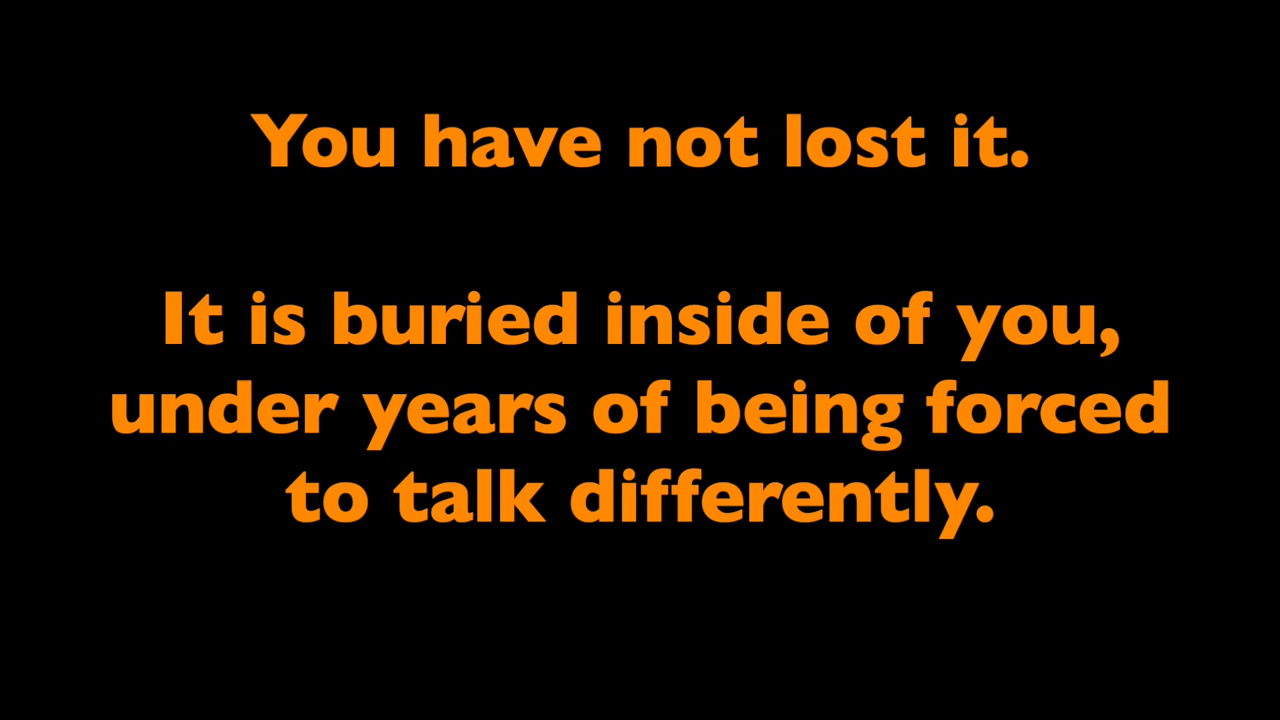 You have not lost it.
It is buried inside of you,
under years of being forced
to talk differently.